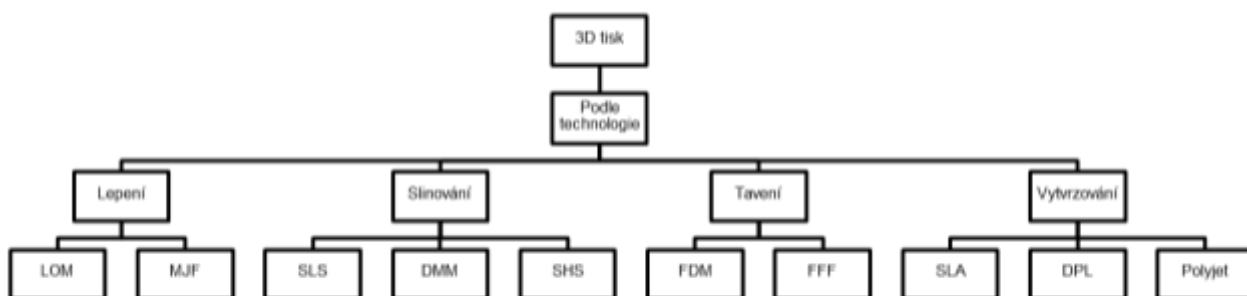 3D tisk
Podle
technologie
Lepení
Slinování
Tavení
Vytvrzování
LOM
MJF
SLS
DMM
SHS
FDM
FFF
SLA
DPL
Polyjet